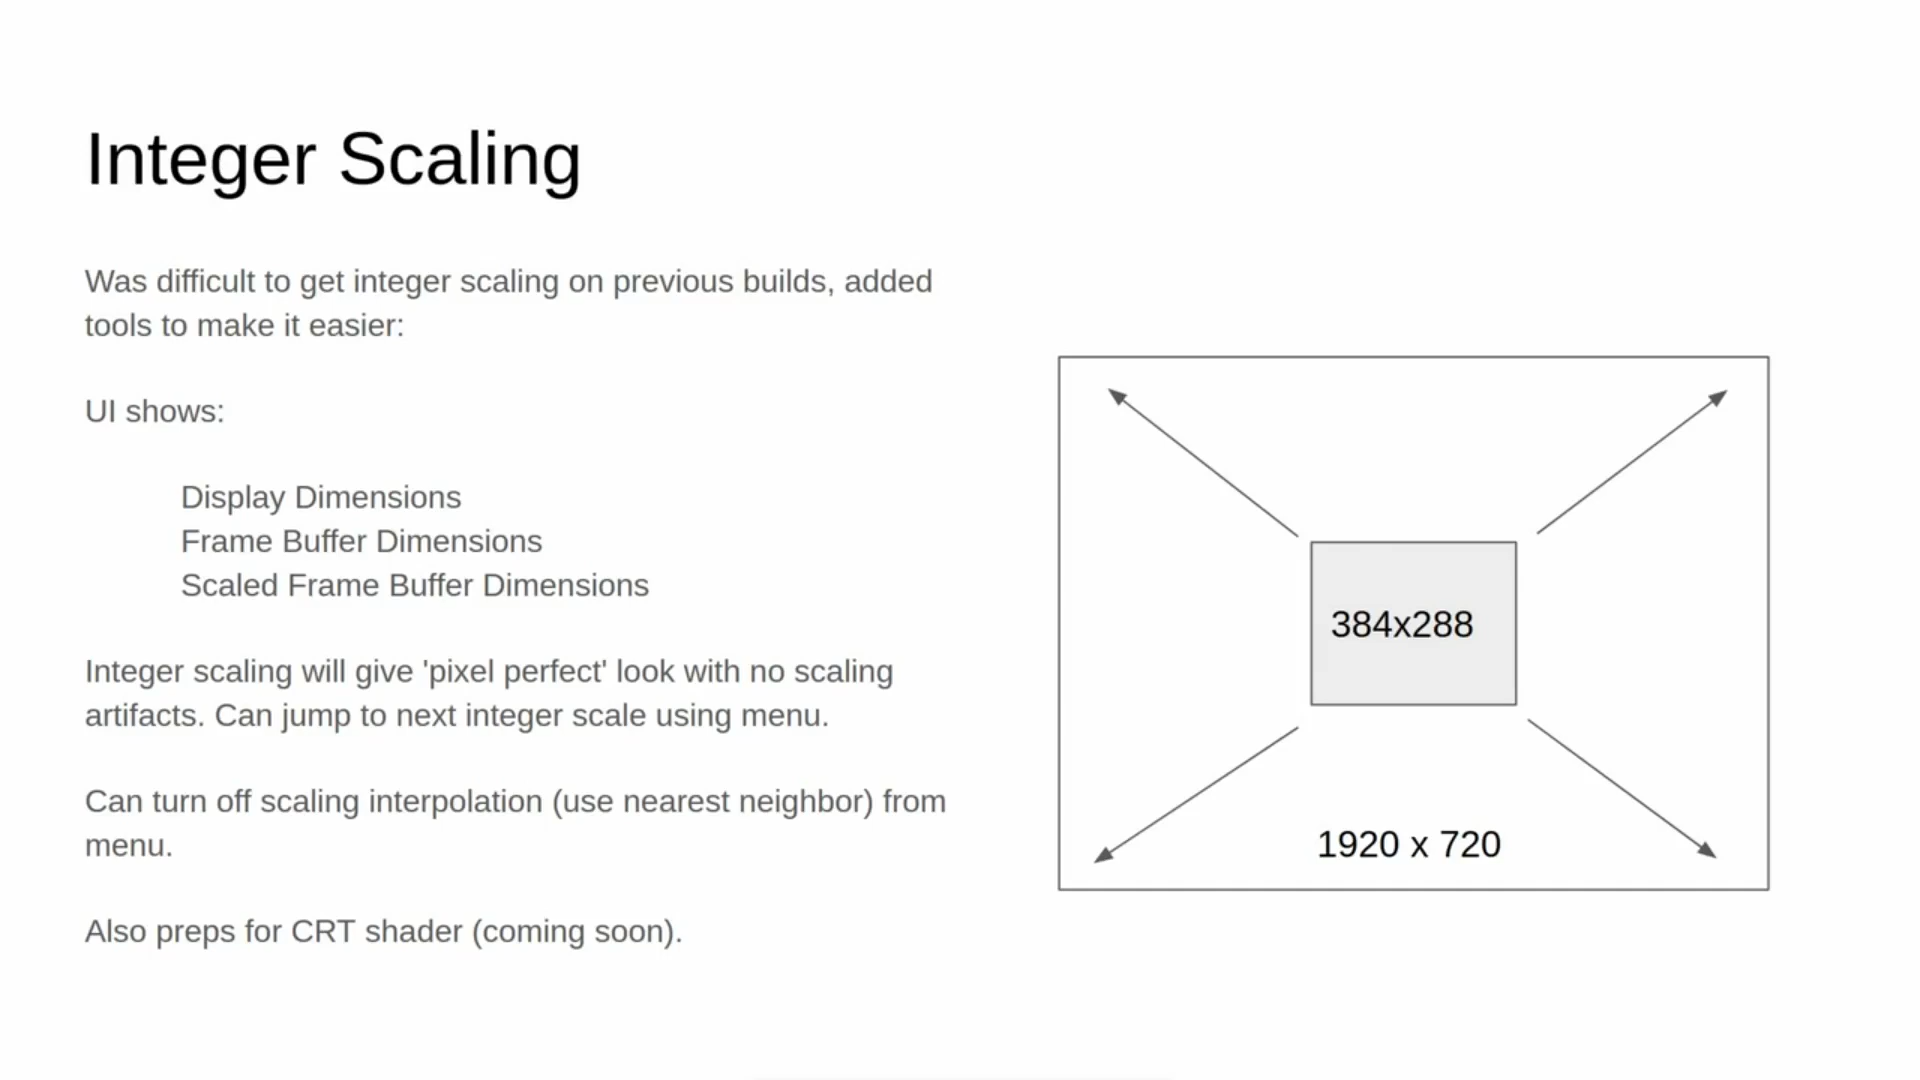 Integer Scaling
Was difficult to get integer scaling on previous builds, added
tools to make it easier:
UI shows:
Display Dimensions
Frame Buffer Dimensions
Scaled Frame Buffer Dimensions
Integer scaling will give 'pixel perfect' look with no scaling
artifacts. Can jump to next integer scale using menu.
Can turn off scaling interpolation (use nearest neighbor) from
menu.
Also preps for CRT shader (coming soon).
384x288
1920 x 720